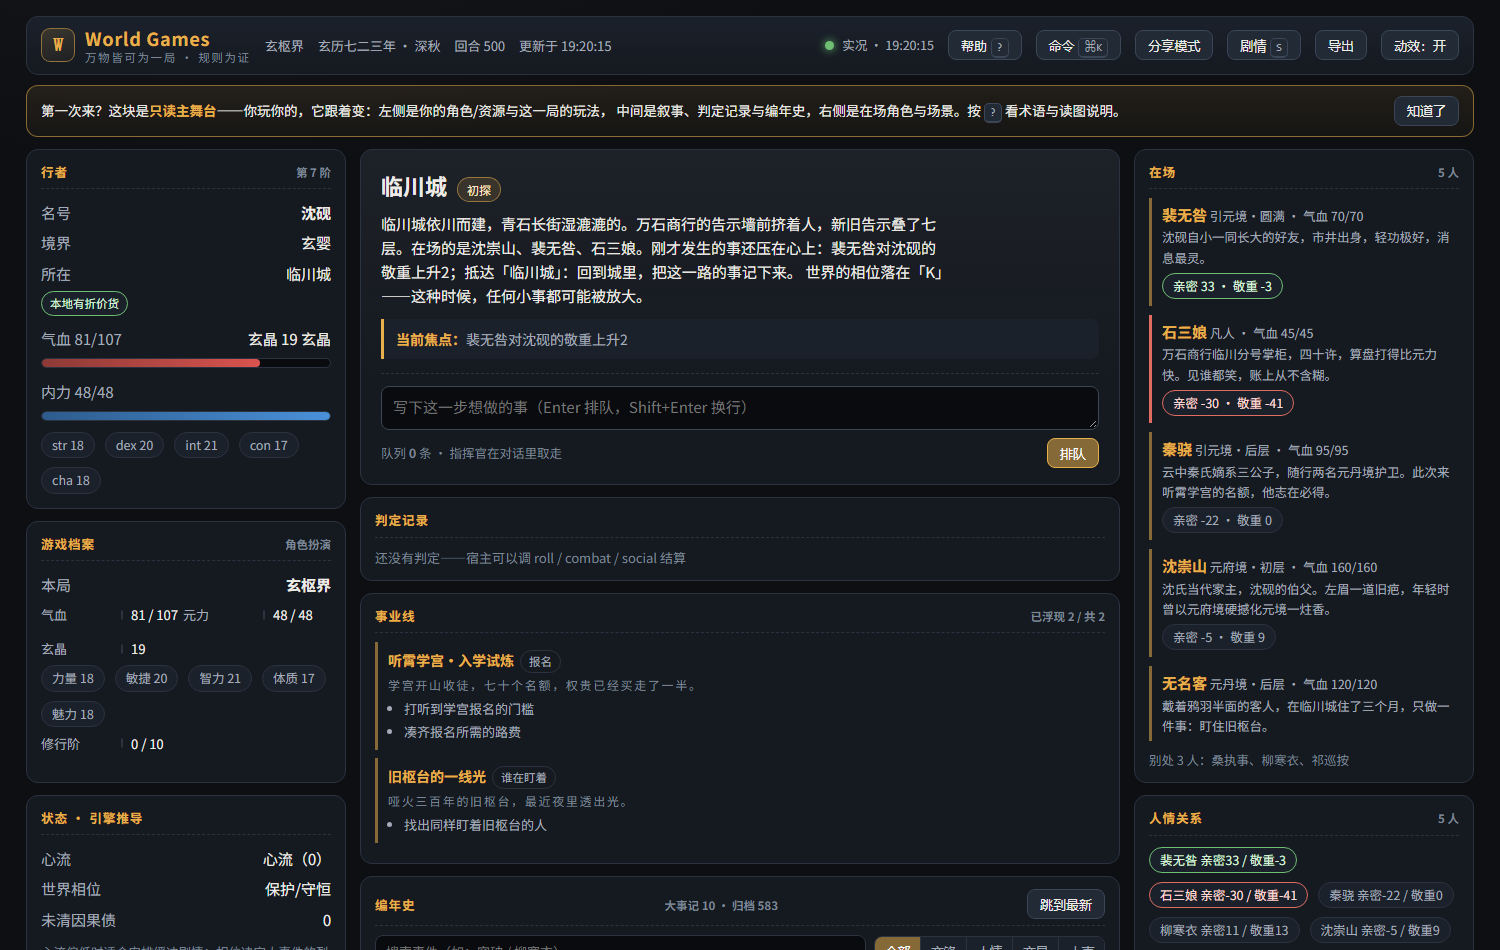 W
World Games
万物皆可为一局 · 规则为证
玄枢界 玄历七二三年 · 深秋 回合 500 更新于 19:20:15
实况 · 19:20:15
帮助 ?
命令 ⌘K
分享模式
剧情 S
导出
动效：开
第一次来？这块是只读主舞台——你玩你的，它跟着变：左侧是你的角色/资源与这一局的玩法，中间是叙事、判定记录与编年史，右侧是在场角色与场景。按 ? 看术语与读图说明。
知道了
行者 第 7 阶
名号 沈砚
境界 玄婴
所在 临川城
本地有折价货
气血 81/107 玄晶 19 玄晶
内力 48/48
str 18 dex 20 int 21 con 17
cha 18
游戏档案 角色扮演
本局 玄枢界
气血 81 / 107 元力 48 / 48
玄晶 19
力量 18 敏捷 20 智力 21 体质 17
魅力 18
修行阶 0 / 10
状态 · 引擎推导
心流 心流（0）
世界相位 保护/守恒
未清因果债 0
临川城 初探
临川城依川而建，青石长街湿漉漉的。万石商行的告示墙前挤着人，新旧告示叠了七
层。在场的是沈崇山、裴无咎、石三娘。刚才发生的事还压在心上：裴无咎对沈砚的
敬重上升2；抵达「临川城」：回到城里，把这一路的事记下来。 世界的相位落在「K」
——这种时候，任何小事都可能被放大。
当前焦点：裴无咎对沈砚的敬重上升2
写下这一步想做的事（Enter 排队，Shift+Enter 换行）
队列 0 条 · 指挥官在对话里取走
排队
判定记录
还没有判定——宿主可以调 roll / combat / social 结算
事业线 已浮现 2 / 共 2
听霄学宫·入学试炼 报名
学宫开山收徒，七十个名额，权贵已经买走了一半。
打听到学宫报名的门槛
凑齐报名所需的路费
旧枢台的一线光 谁在盯着
哑火三百年的旧枢台，最近夜里透出光。
找出同样盯着旧枢台的人
编年史 大事记 10 · 归档 583 跳到最新
在场 5 人
裴无咎 引元境·圆满 · 气血 70/70
沈砚自小一同长大的好友，市井出身，轻功极好，消
息最灵。
亲密 33 · 敬重 -3
石三娘 凡人 · 气血 45/45
万石商行临川分号掌柜，四十许，算盘打得比元力
快。见谁都笑，账上从不含糊。
亲密 -30 · 敬重 -41
秦骁 引元境·后层 · 气血 95/95
云中秦氏嫡系三公子，随行两名元丹境护卫。此次来
听霄学宫的名额，他志在必得。
亲密 -22 · 敬重 0
沈崇山 元府境·初层 · 气血 160/160
沈氏当代家主，沈砚的伯父。左眉一道旧疤，年轻时
曾以元府境硬撼化元境一炷香。
亲密 -5 · 敬重 9
无名客 元丹境·后层 · 气血 120/120
戴着鸦羽半面的客人，在临川城住了三个月，只做一
件事：盯住旧枢台。
别处 3 人：桑执事、柳寒衣、祁巡按
人情关系 5 人
裴无咎 亲密33 / 敬重-3
石三娘 亲密-30 / 敬重-41 秦骁 亲密-22 / 敬重0
柳寒衣 亲密11 / 敬重13 沈崇山 亲密-5 / 敬重9